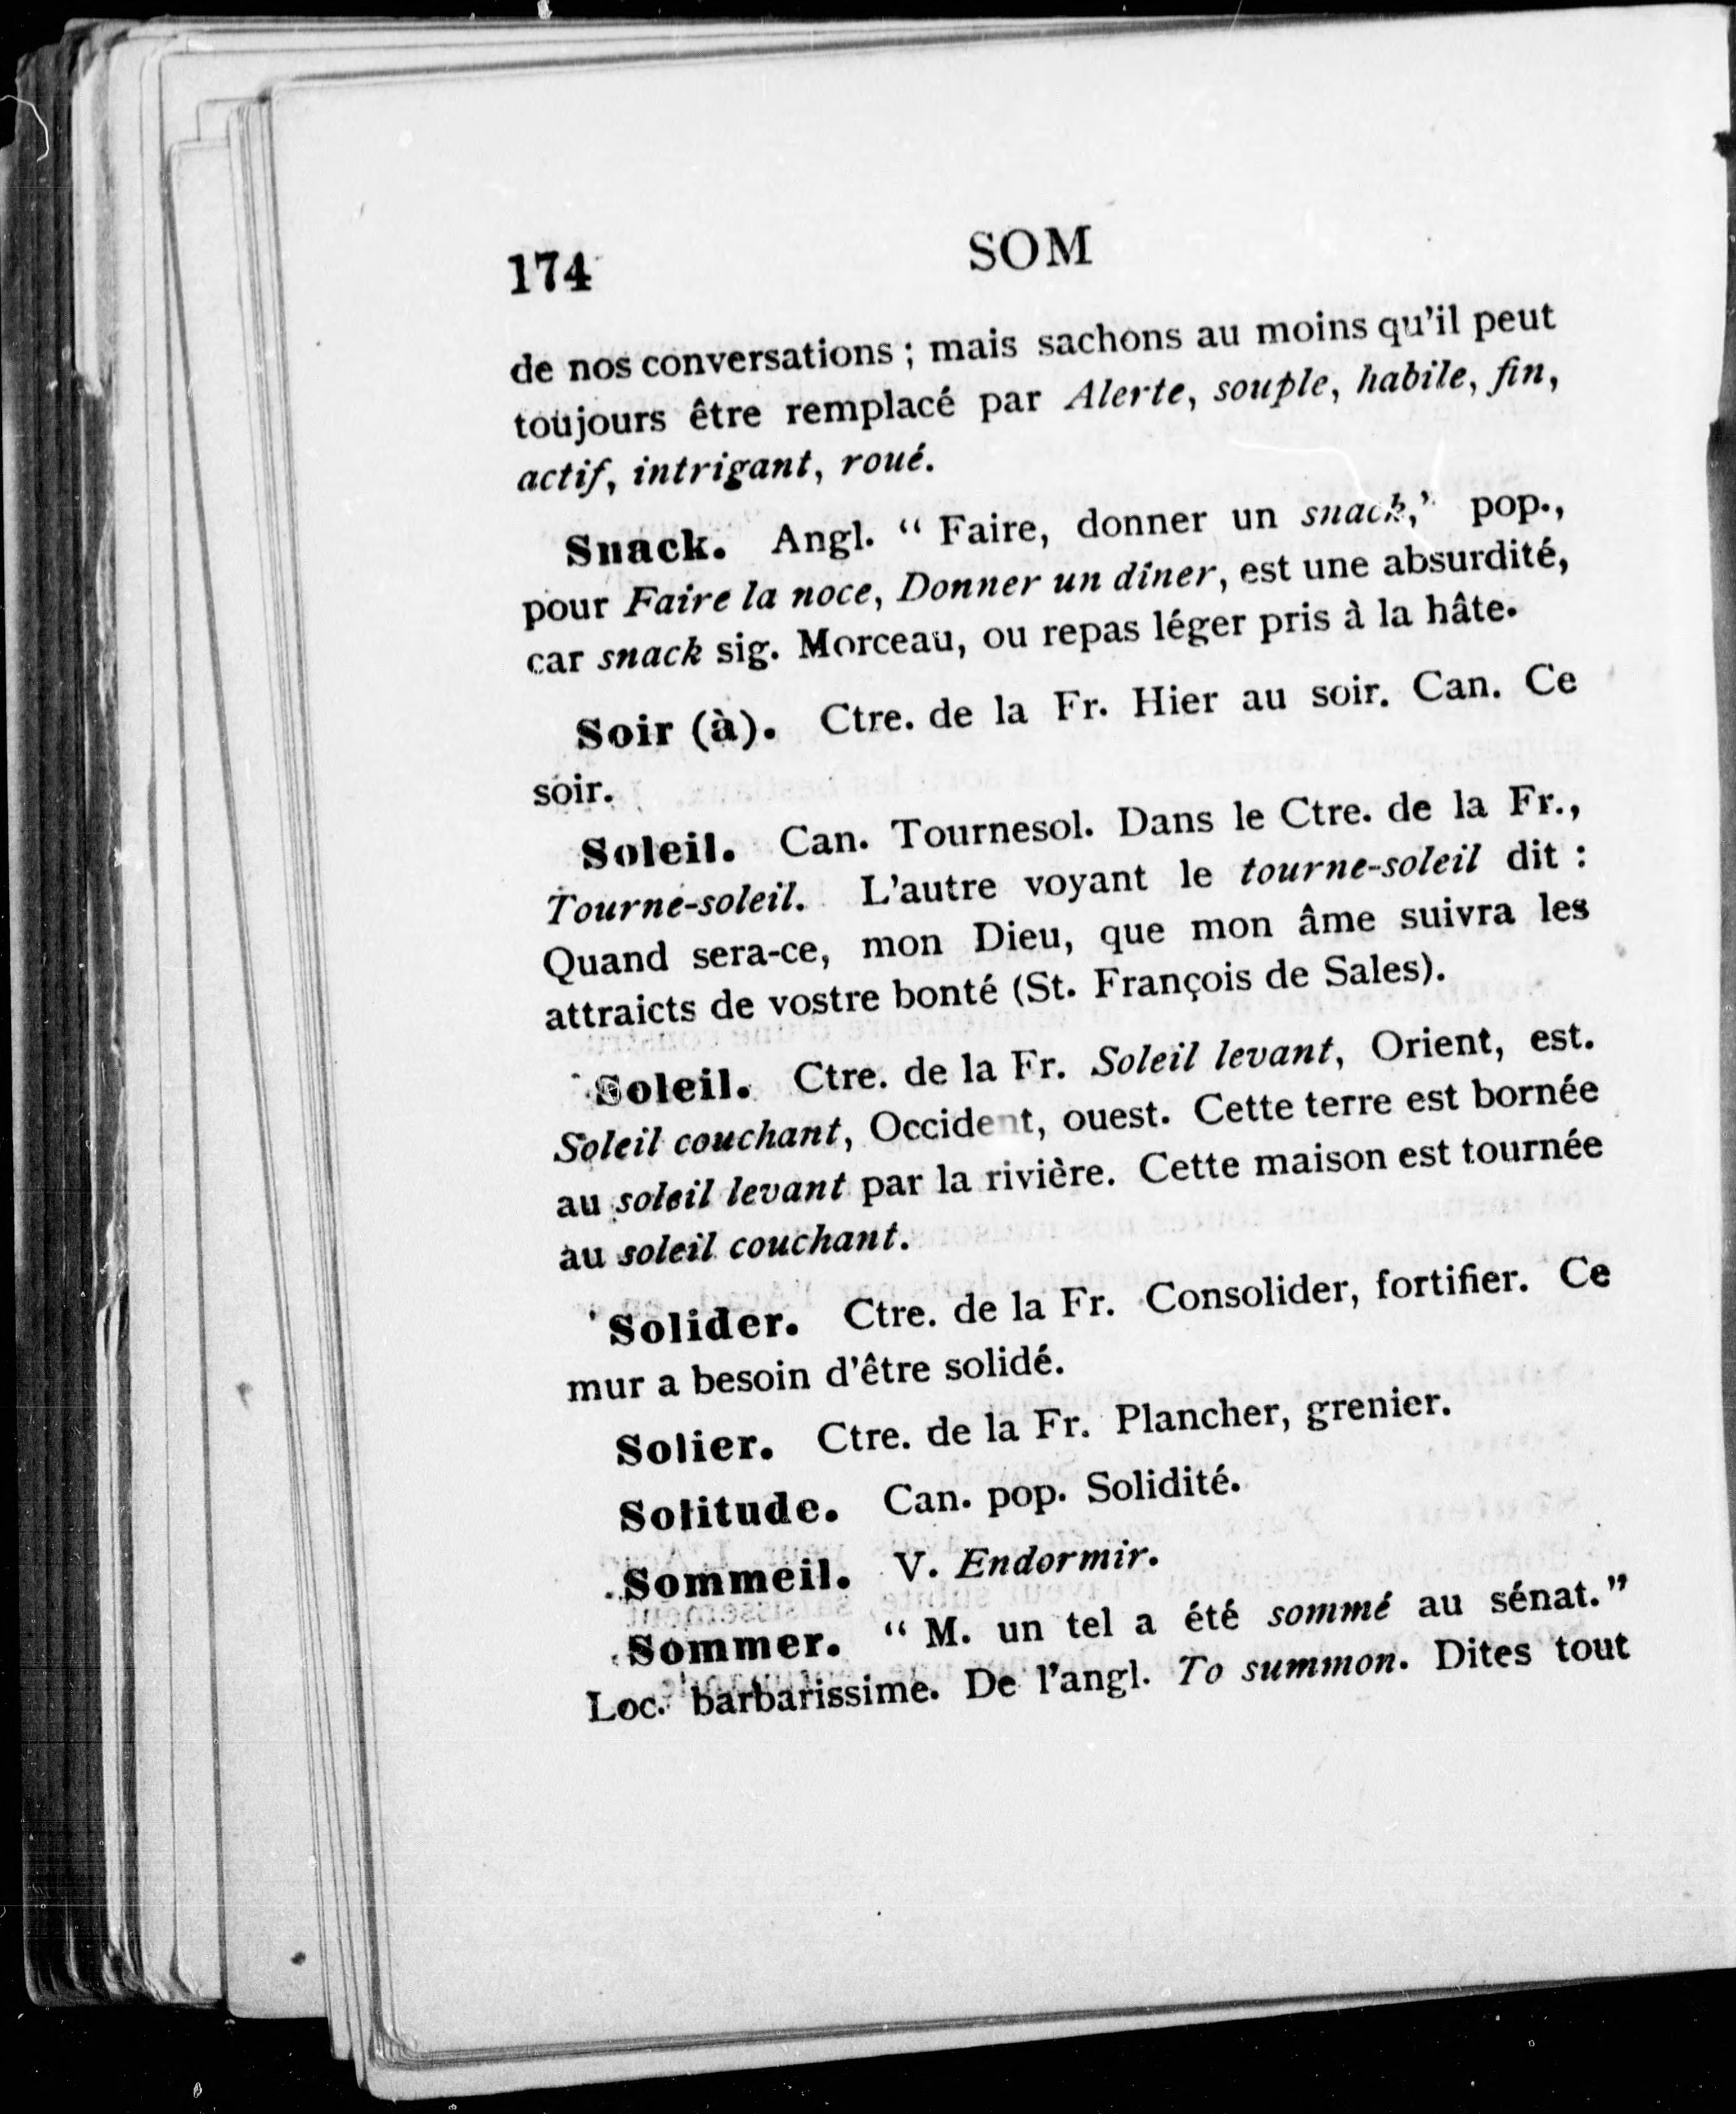 174 SOM
de nos conversations ; mais sachons au moins qu'il peut
toujours être remplacé par Alerte, souple, habile, fin,
actif, intrigant, roué.
Snack. Angl. “ Faire, donner un snack,’ pop.,
pour Faire la noce, Donner un dîner, est une absurdité,
car snack sig. Morceau, ou repas léger pris à la hâte.
Soir (à). Ctre. de la Fr. Hier au soir. Can. Ce
soir.
Soleil. Can. Tournesol. Dans le Ctre. de la Fr.,
Tourne-soleil. L'autre voyant le tourne-soleil dit :
Quand sera-ce, mon Dieu, que mon âme suivra les
attraicts de vostre bonté (St. François de Sales).
Soleil. Ctre. de la Fr. Soleil levant, Orient, est.
Soleil couchant, Occident, ouest. Cette terre est bornée
au soleil levant par la rivière. Cette maison est tournée
au soleil couchant.
Solider. Ctre. de la Fr. Consolider, fortifier. Ce
mur a besoin d'être solidé.
Solier. Ctre. de la Fr. Plancher, grenier.
Solitude. Can. pop. Solidité.
Sommeil. V. Endormir.
Sommer. “ M. un tel a été sommé au sénat.”
Loc. barbarissime. De l'angl. To summon. Dites tout